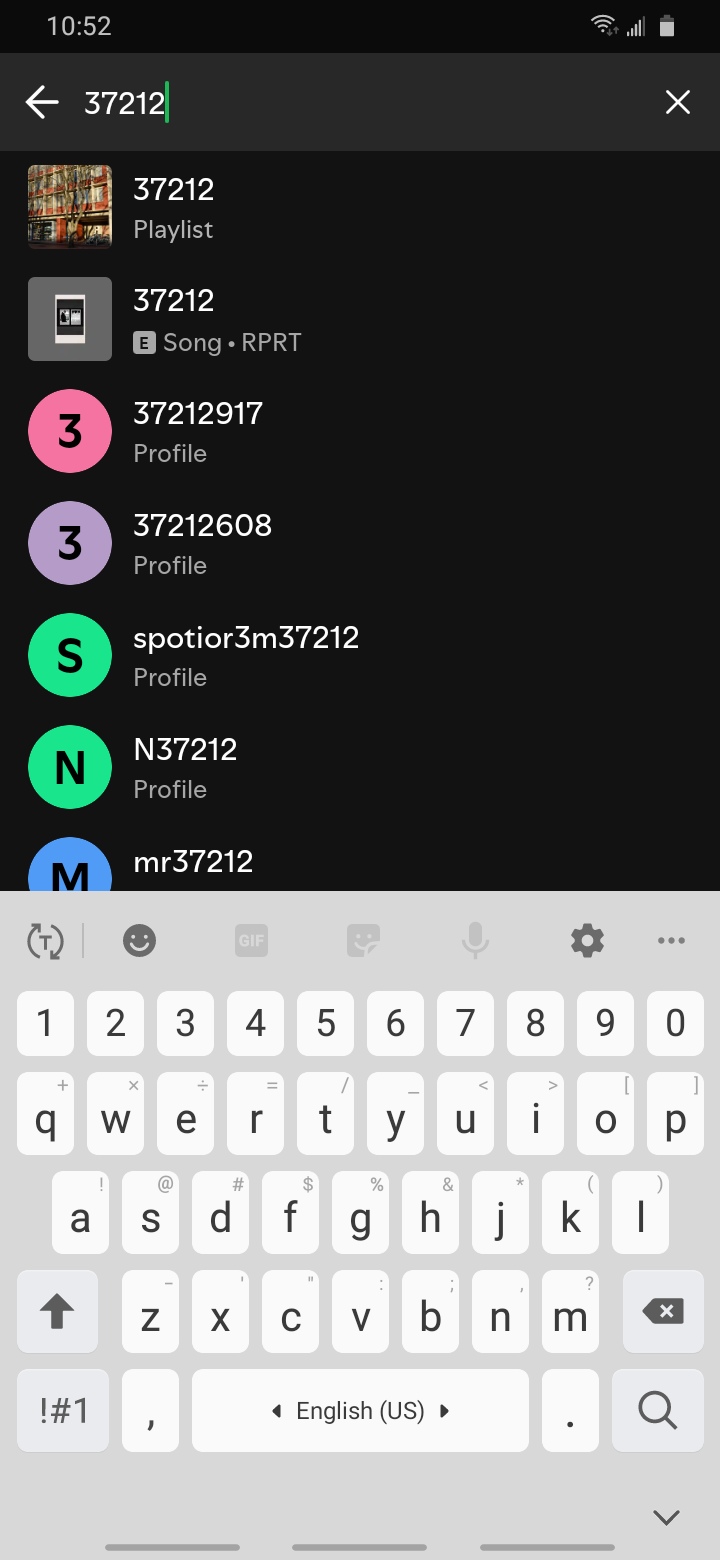 10:52
37212
37212
Playlist
37212
E Song • RPRT
3
37212917
Profile
3
37212608
Profile
S
spotior3m37212
Profile
N
N37212
Profile
M
mr37212
T
GIF
1 2 3 4 5 6 7 8 9 0
+ × ÷ = / _ < > [ ]
q w e r t y u i o p
! @ # $ % & * ( )
a s d f g h j k l
- ' " : ; , ?
z x c v b n m
!#1 , English (US) .